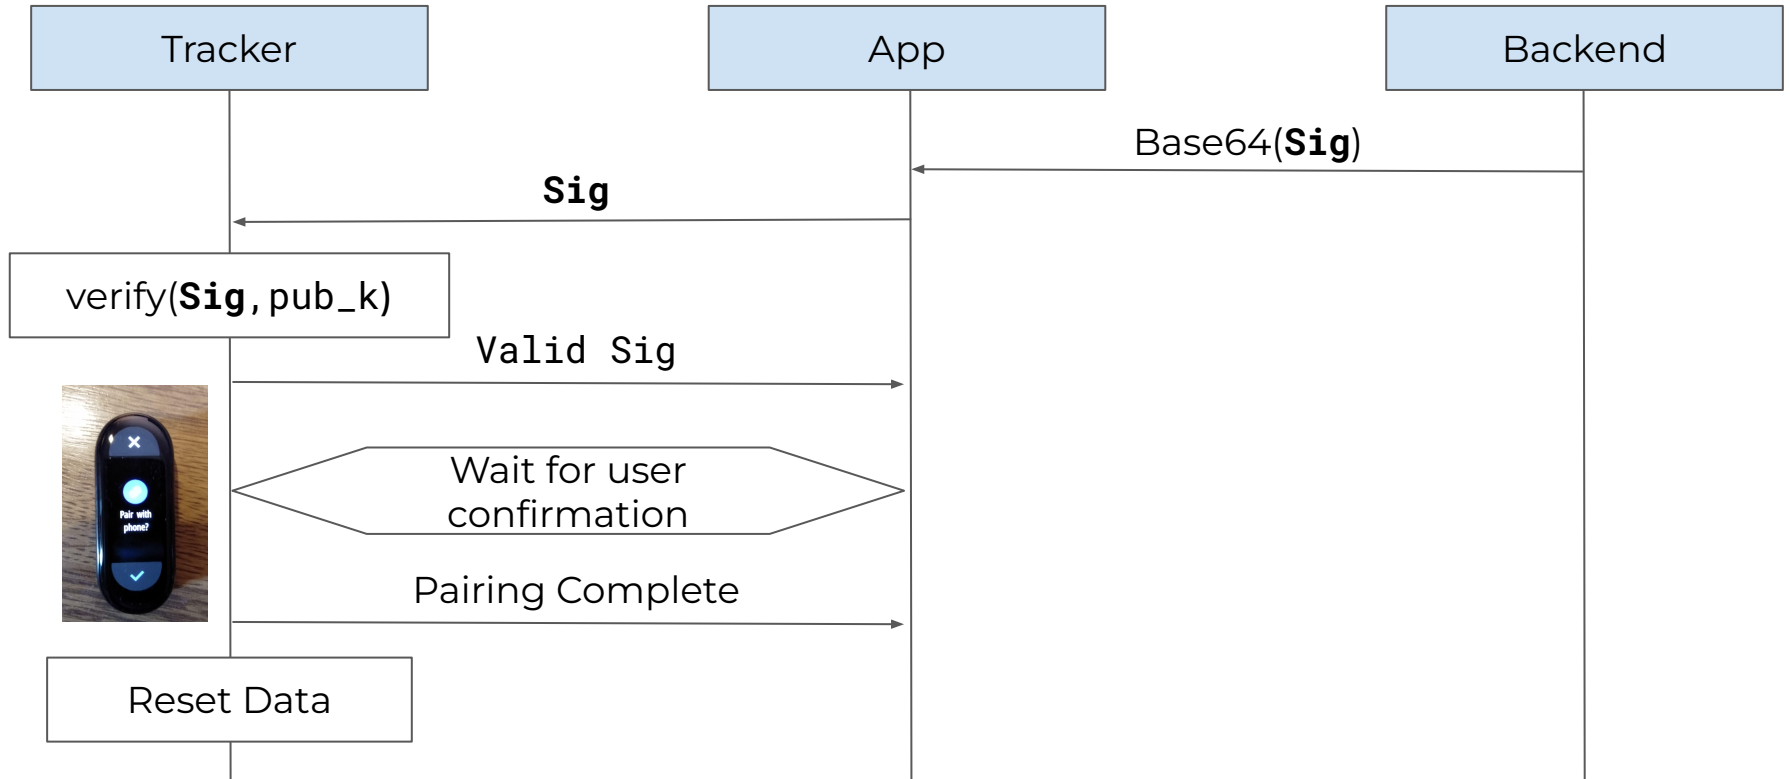 Tracker
App
Backend
Base64(Sig)
Sig
verify(Sig,pub_k)
Valid Sig
Pair with
phone?
Wait for user
confirmation
Pairing Complete
Reset Data